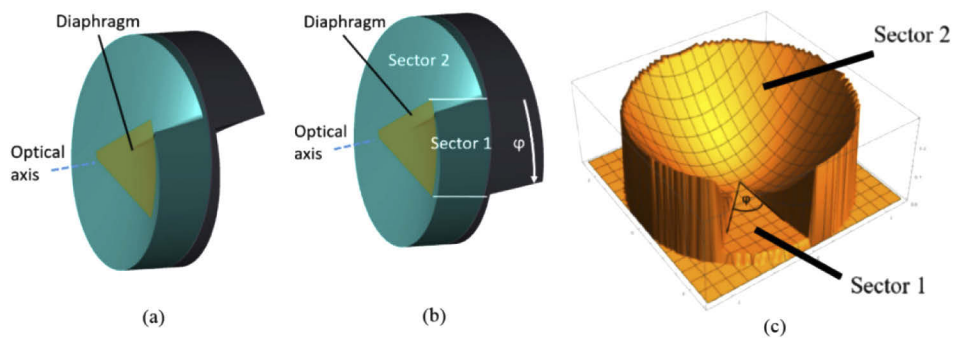 Diaphragm
Optical
axis
(a)
Diaphragm
Sector 2
Sector 1
φ
Optical
axis
(b)
Sector 2
φ
Sector 1
(c)